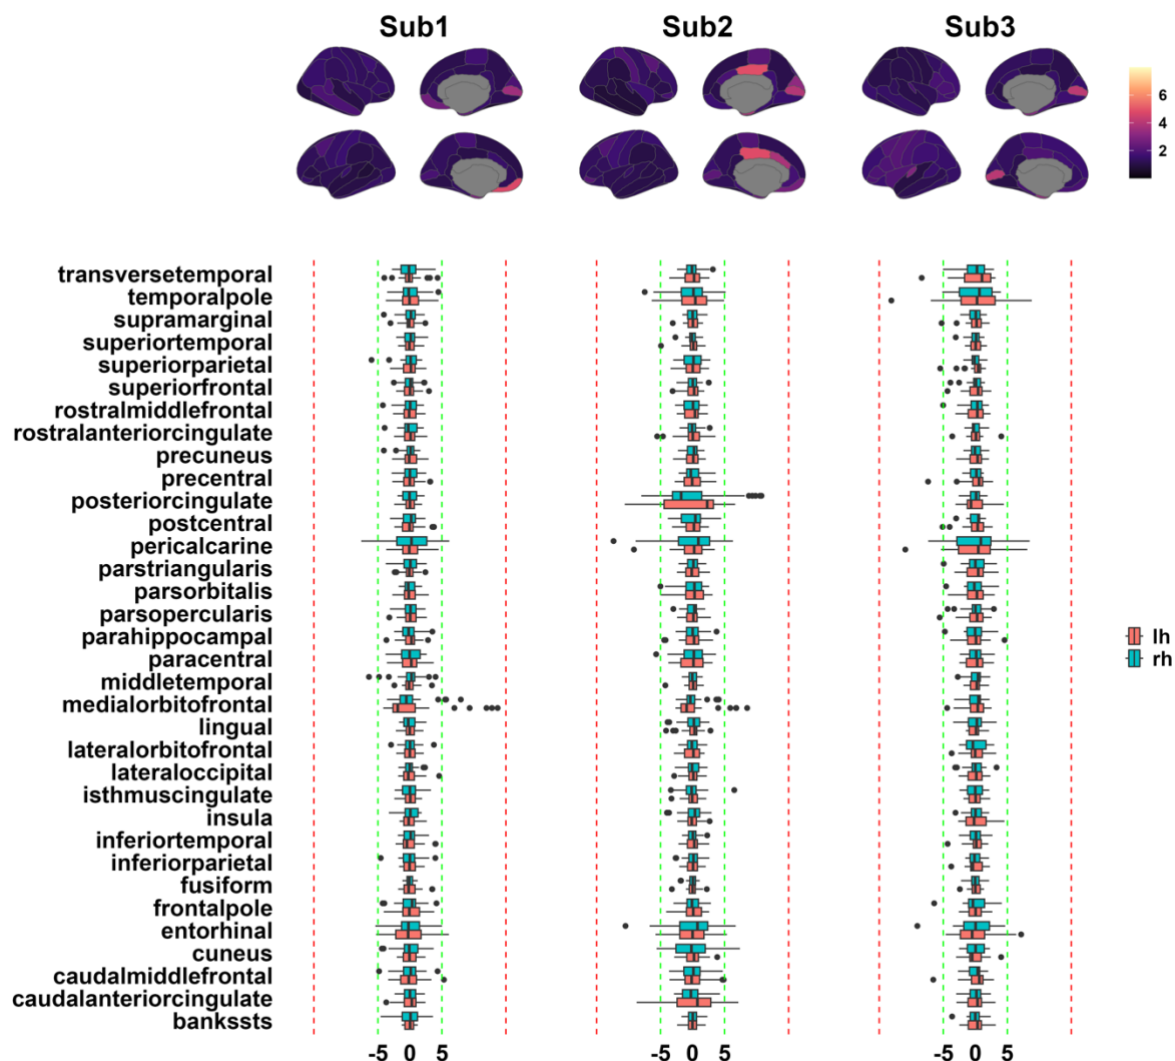 Sub1 Sub2 Sub3
6
4
2
transversetemporal
temporalpole
supramarginal
superiortemporal
superiorparietal
superiorfrontal
rostralmiddlefrontal
rostralanteriorcingulate
precuneus
precentral
posteriorcingulate
postcentral
pericalcarine
parstriangularis
parsorbitalis
parsopercularis
parahippocampal
paracentral
middletemporal
medialorbitofrontal
lingual
lateralorbitofrontal
lateraloccipital
isthmuscingulate
insula
inferiortemporal
inferiorparietal
fusiform
frontalpole
entorhinal
cuneus
caudalmiddlefrontal
caudalanteriorcingulate
bankssts
lh
rh
-5 0 5 -5 0 5 -5 0 5